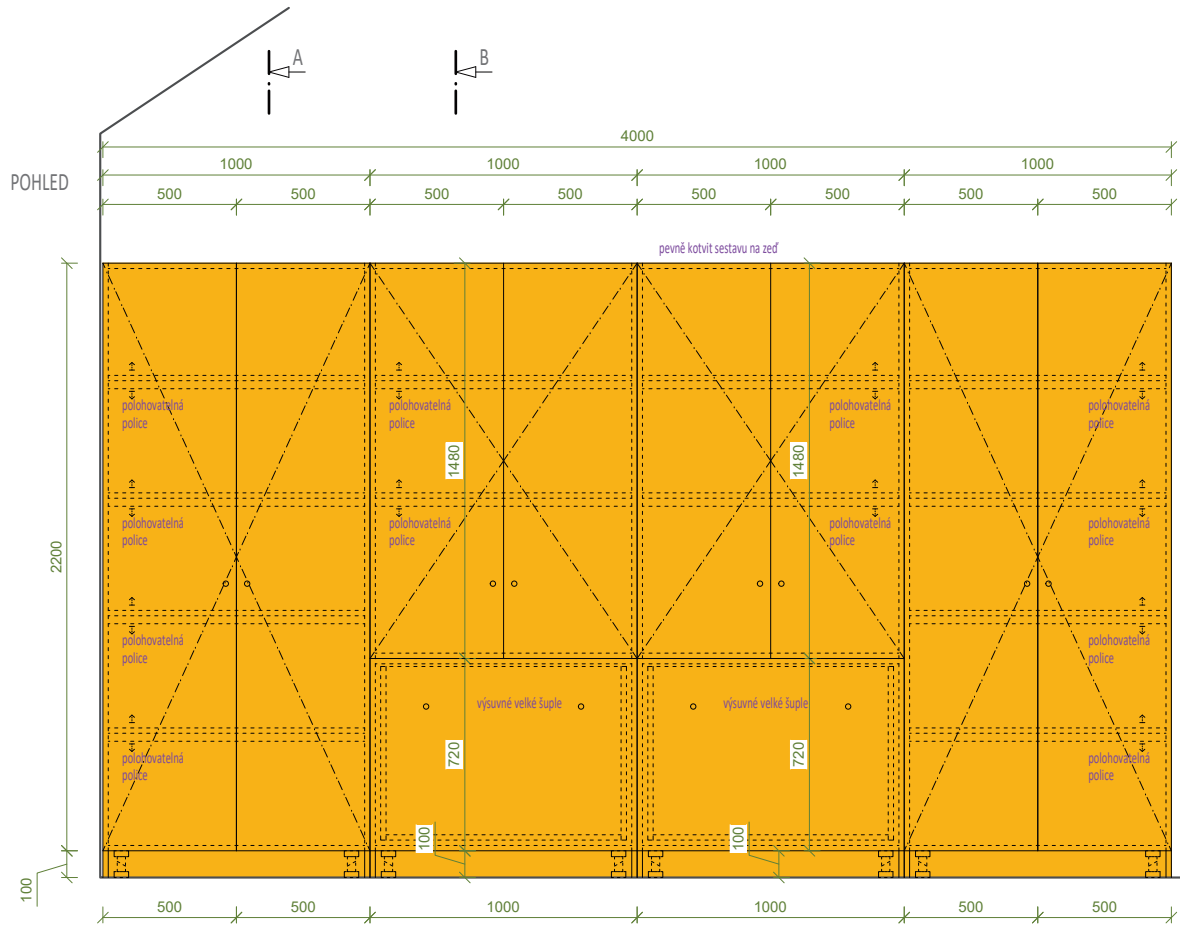 A
B
4000
1000
1000
1000
1000
POHLED
500
500
500
500
500
500
500
500
pevně kotvit sestavu na zeď
polohovatelná
police
polohovatelná
police
polohovatelná
police
polohovatelná
police
1480
1480
polohovatelná
police
polohovatelná
police
polohovatelná
police
polohovatelná
police
2200
polohovatelná
police
polohovatelná
police
výsuvné velké šuple
výsuvné velké šuple
720
720
polohovatelná
police
polohovatelná
police
100
100
100
500
500
1000
1000
500
500